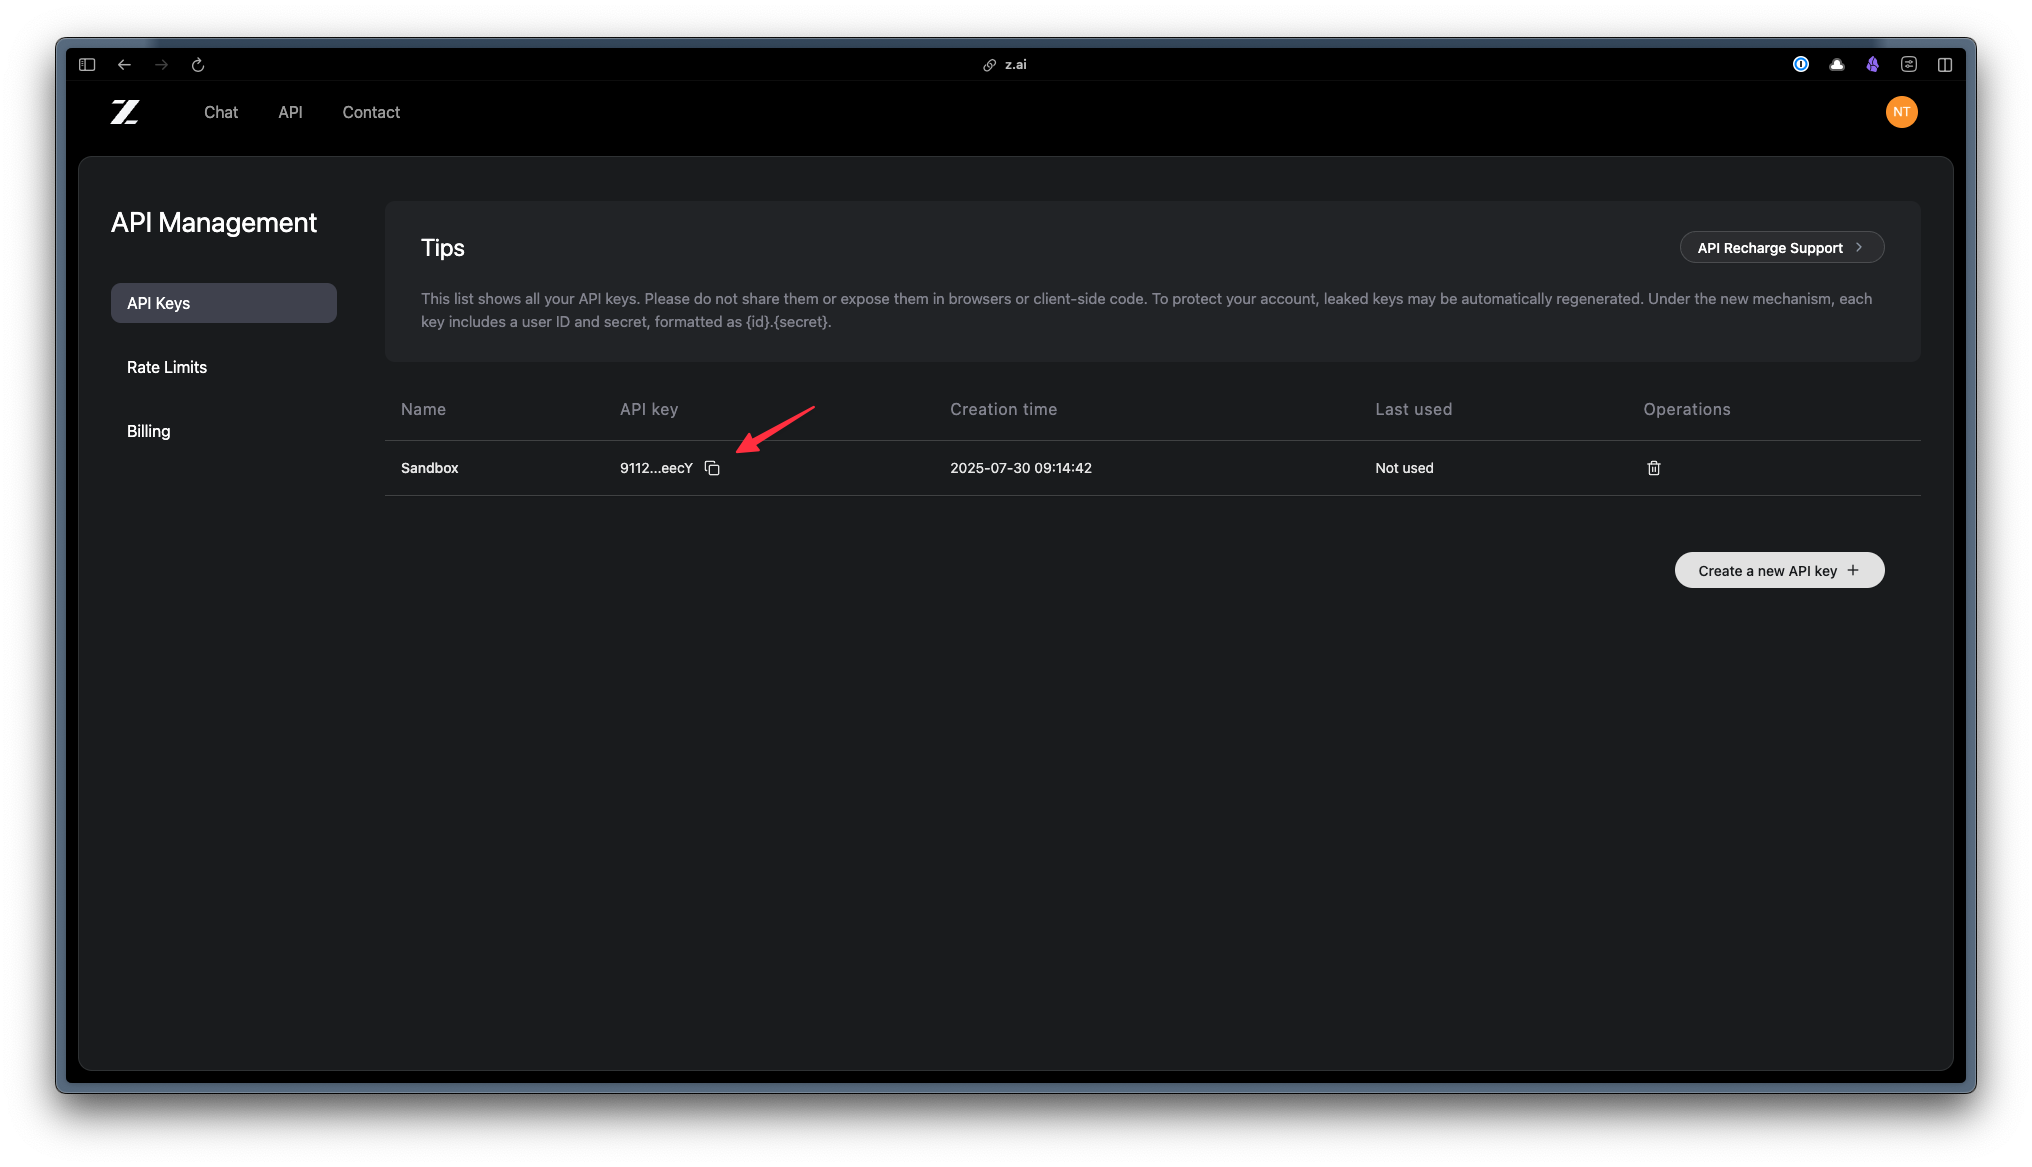 z.ai
Chat API Contact
NT
API Management
API Keys
Rate Limits
Billing
Tips
API Recharge Support
This list shows all your API keys. Please do not share them or expose them in browsers or client-side code. To protect your account, leaked keys may be automatically regenerated. Under the new mechanism, each
key includes a user ID and secret, formatted as {id}.{secret}.
Name API key Creation time Last used Operations
Sandbox 9112...eecY 2025-07-30 09:14:42 Not used
Create a new API key +